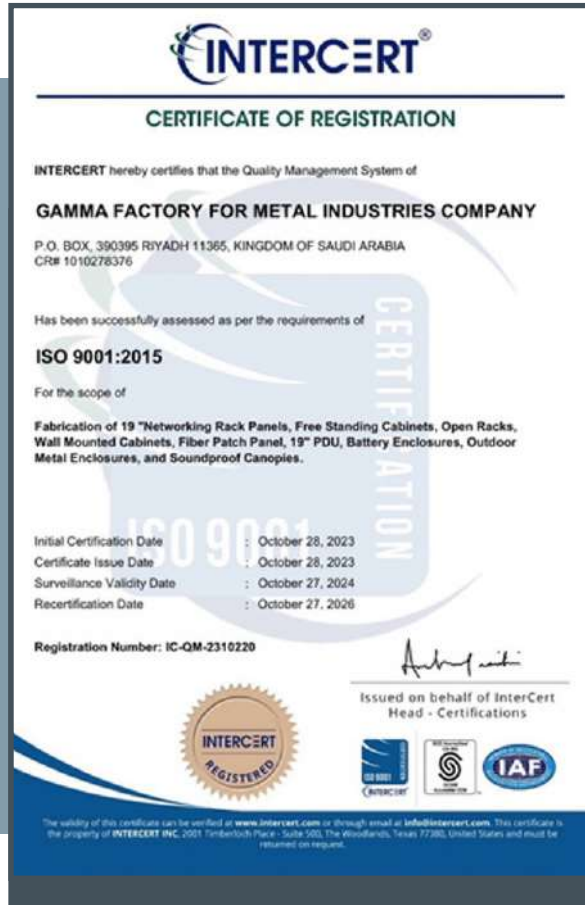 INTERCERT®
CERTIFICATE OF REGISTRATION
INTERCERT hereby certifies that the Quality Management System of
GAMMA FACTORY FOR METAL INDUSTRIES COMPANY
P.O. BOX, 390395 RIYADH 11365, KINGDOM OF SAUDI ARABIA
CR# 1010278376
Has been successfully assessed as per the requirements of
ISO 9001:2015
For the scope of
Fabrication of 19 "Networking Rack Panels, Free Standing Cabinets, Open Racks,
Wall Mounted Cabinets, Fiber Patch Panel, 19" PDU, Battery Enclosures, Outdoor
Metal Enclosures, and Soundproof Canopies.
CERTIFICATION
ISO 9001
Initial Certification Date : October 28, 2023
Certificate Issue Date : October 28, 2023
Surveillance Validity Date : October 27, 2024
Recertification Date : October 27, 2026
Registration Number: IC-QM-2310220
Issued on behalf of InterCert
Head - Certifications
INTERCERT
REGISTERED
ISO 9001
INTERCERT
IAF
The validity of this certificate can be verified at www.intercert.com or through email at info@intercert.com. This certificate is
the property of INTERCERT INC. 2001 Timberloch Place - Suite 500, The Woodlands, Texas 77380, United States and must be
returned on request.